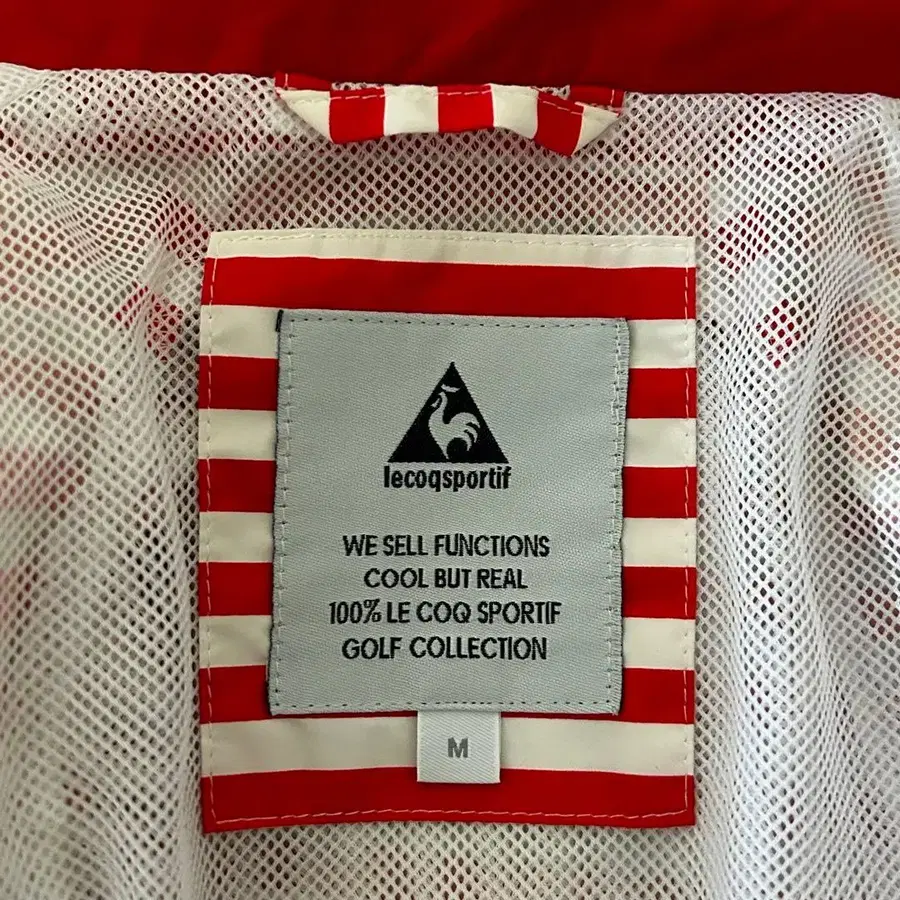 lecoqsportif
WE SELL FUNCTIONS
COOL BUT REAL
100% LE COQ SPORTIF
GOLF COLLECTION
M